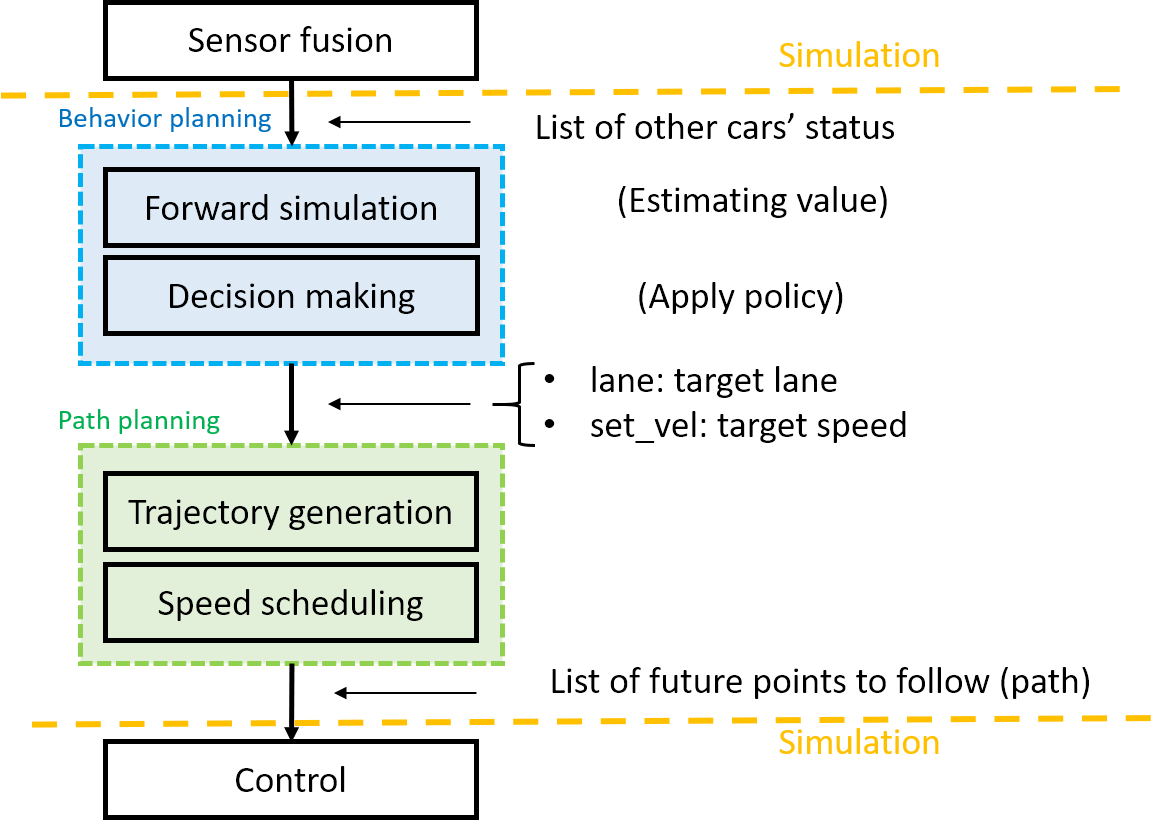 Sensor fusion
Simulation
Behavior planning
List of other cars’ status
Forward simulation
(Estimating value)
Decision making
(Apply policy)
• lane: target lane
• set_vel: target speed
Path planning
Trajectory generation
Speed scheduling
List of future points to follow (path)
Simulation
Control